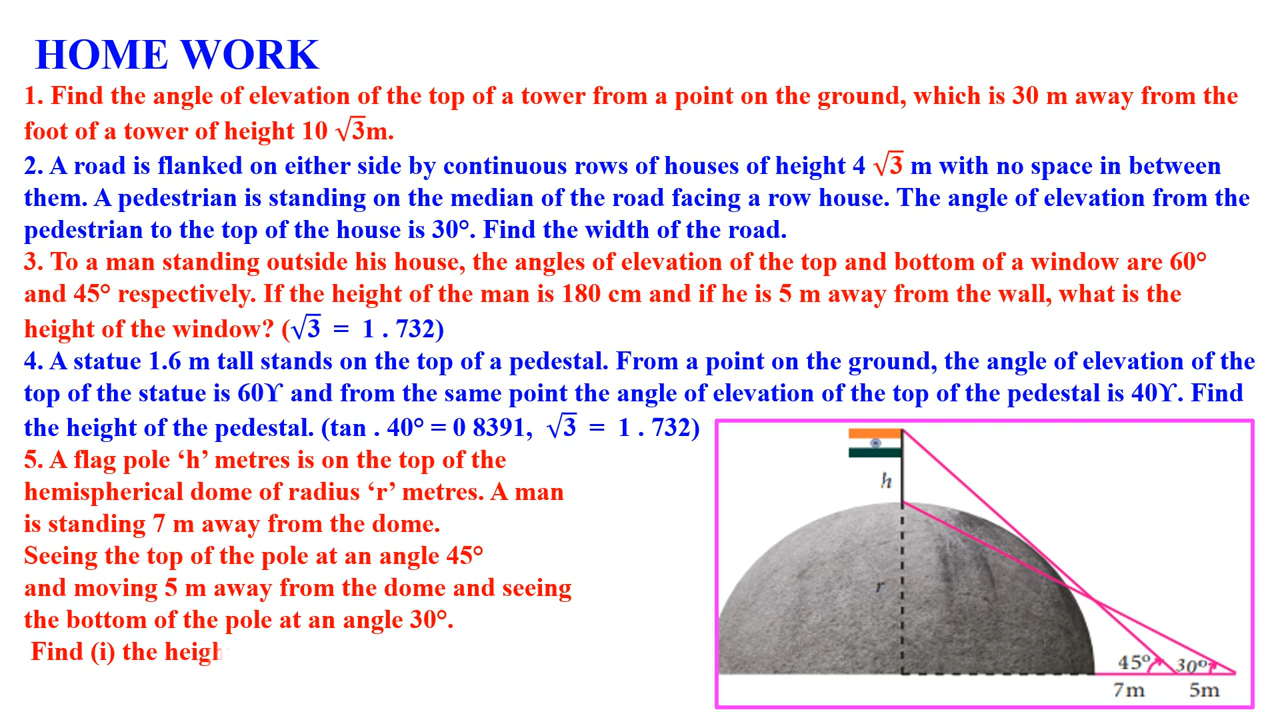 HOME WORK
1. Find the angle of elevation of the top of a tower from a point on the ground, which is 30 m away from the
foot of a tower of height 10 √3m.
2. A road is flanked on either side by continuous rows of houses of height 4 √3 m with no space in between
them. A pedestrian is standing on the median of the road facing a row house. The angle of elevation from the
pedestrian to the top of the house is 30°. Find the width of the road.
3. To a man standing outside his house, the angles of elevation of the top and bottom of a window are 60°
and 45° respectively. If the height of the man is 180 cm and if he is 5 m away from the wall, what is the
height of the window? (√3 = 1 . 732)
4. A statue 1.6 m tall stands on the top of a pedestal. From a point on the ground, the angle of elevation of the
top of the statue is 60ϒ and from the same point the angle of elevation of the top of the pedestal is 40ϒ. Find
the height of the pedestal. (tan . 40° = 0 8391, √3 = 1 . 732)
5. A flag pole ‘h’ metres is on the top of the
hemispherical dome of radius ‘r’ metres. A man
is standing 7 m away from the dome.
Seeing the top of the pole at an angle 45°
and moving 5 m away from the dome and seeing
the bottom of the pole at an angle 30°.
Find (i) the heigh
h
r
45° 30°
7m 5m